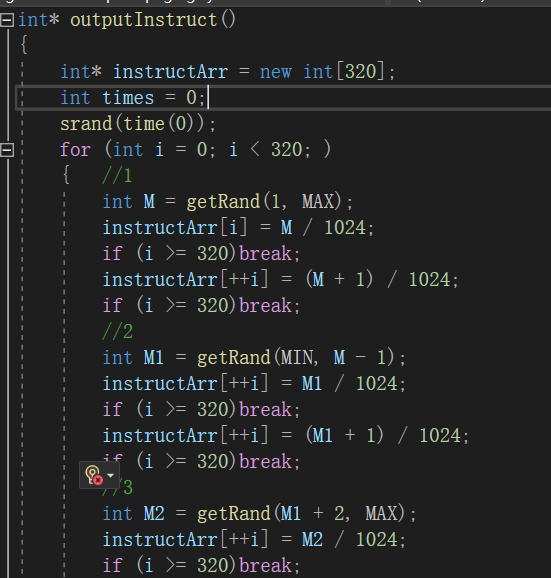 int* outputInstruct()
{
int* instructArr = new int[320];
int times = 0;
srand(time(0));
for (int i = 0; i < 320; )
{ //1
int M = getRand(1, MAX);
instructArr[i] = M / 1024;
if (i >= 320)break;
instructArr[++i] = (M + 1) / 1024;
if (i >= 320)break;
//2
int M1 = getRand(MIN, M - 1);
instructArr[++i] = M1 / 1024;
if (i >= 320)break;
instructArr[++i] = (M1 + 1) / 1024;
if (i >= 320)break;
//3
int M2 = getRand(M1 + 2, MAX);
instructArr[++i] = M2 / 1024;
if (i >= 320)break;